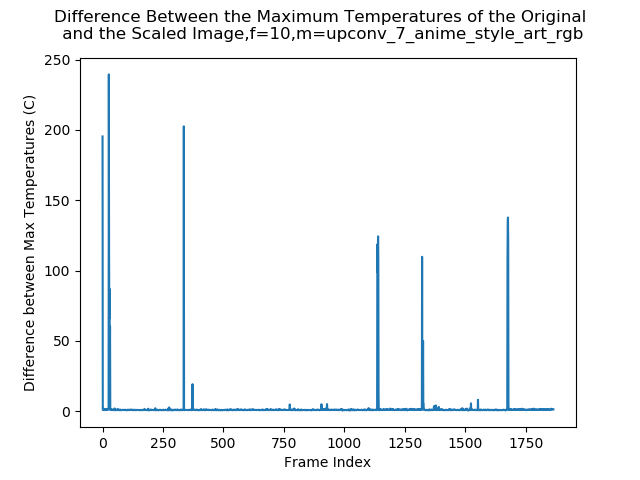 Difference Between the Maximum Temperatures of the Original
and the Scaled Image,f=10,m=upconv_7_anime_style_art_rgb
250
200
150
100
50
0
Difference between Max Temperatures (C)
0 250 500 750 1000 1250 1500 1750
Frame Index